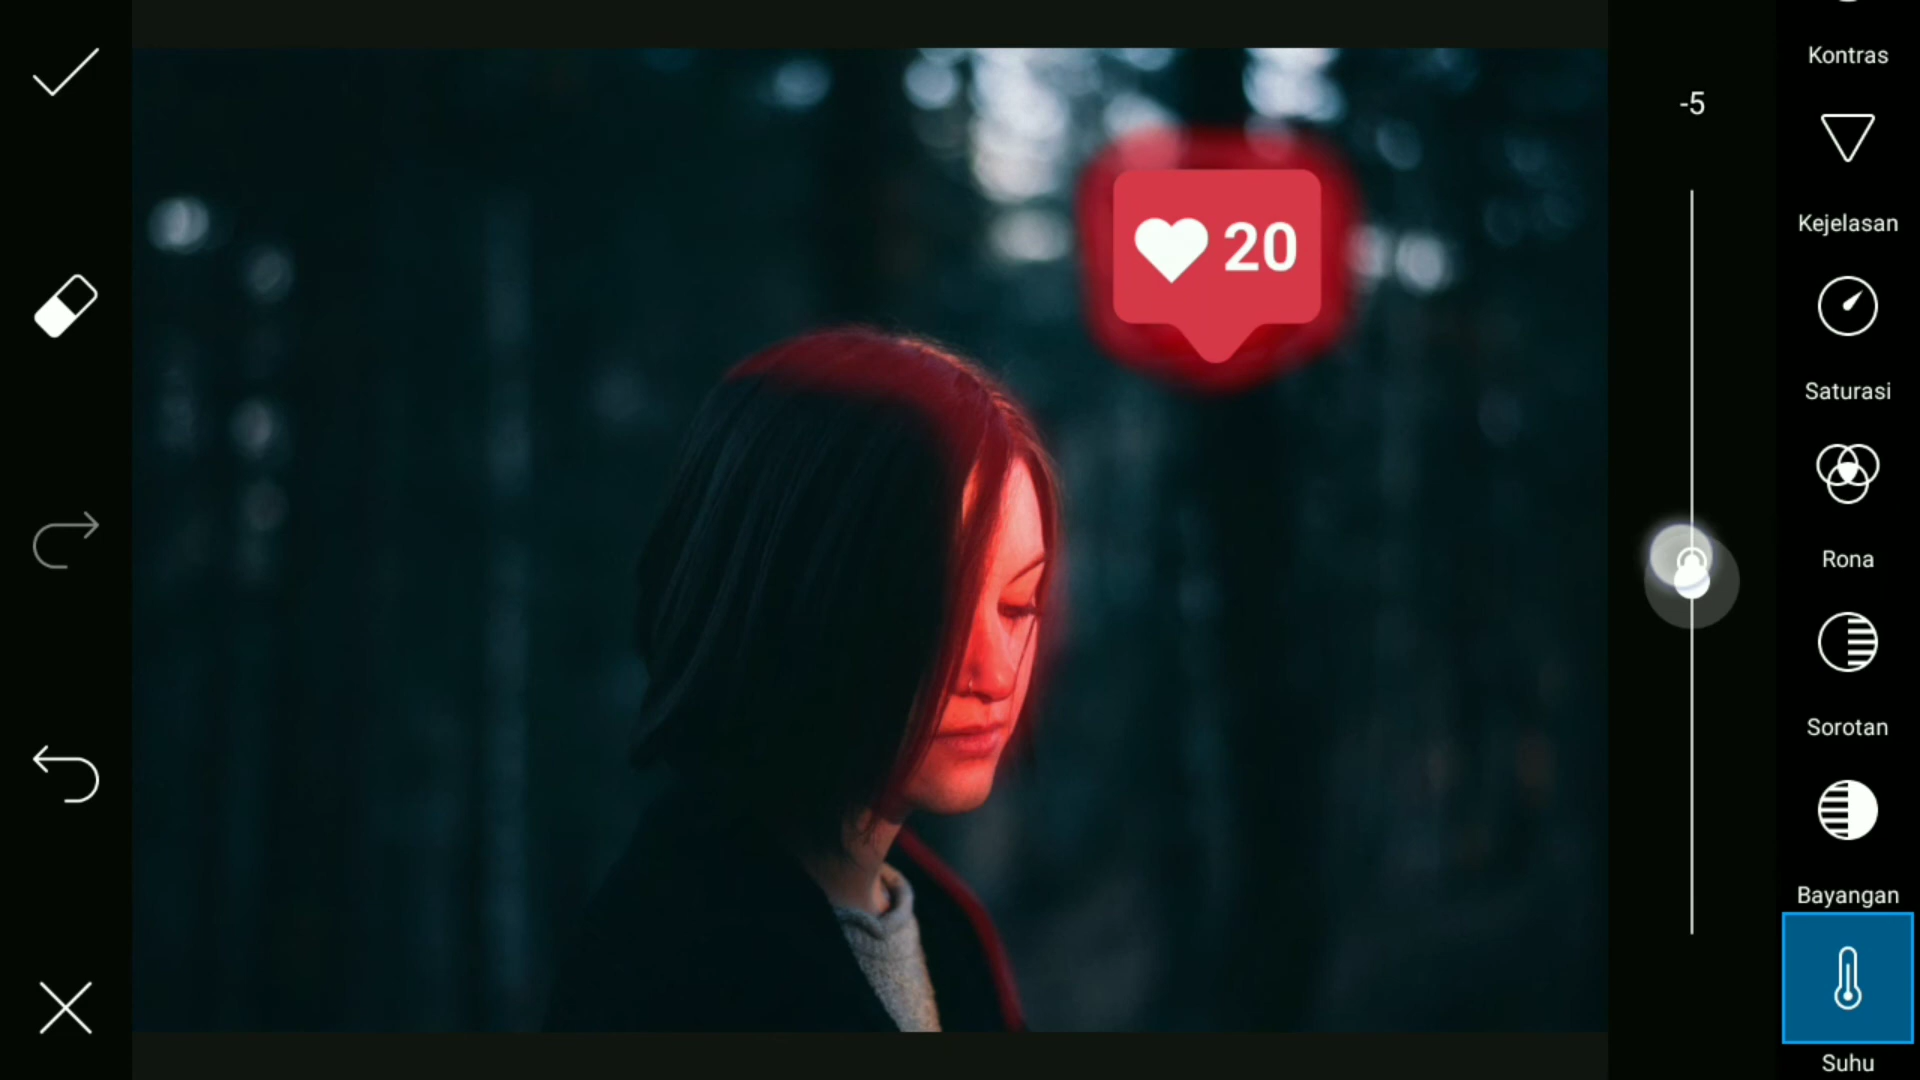 Kontras
-5
Kejelasan
20
Saturasi
Rona
Sorotan
Bayangan
Suhu